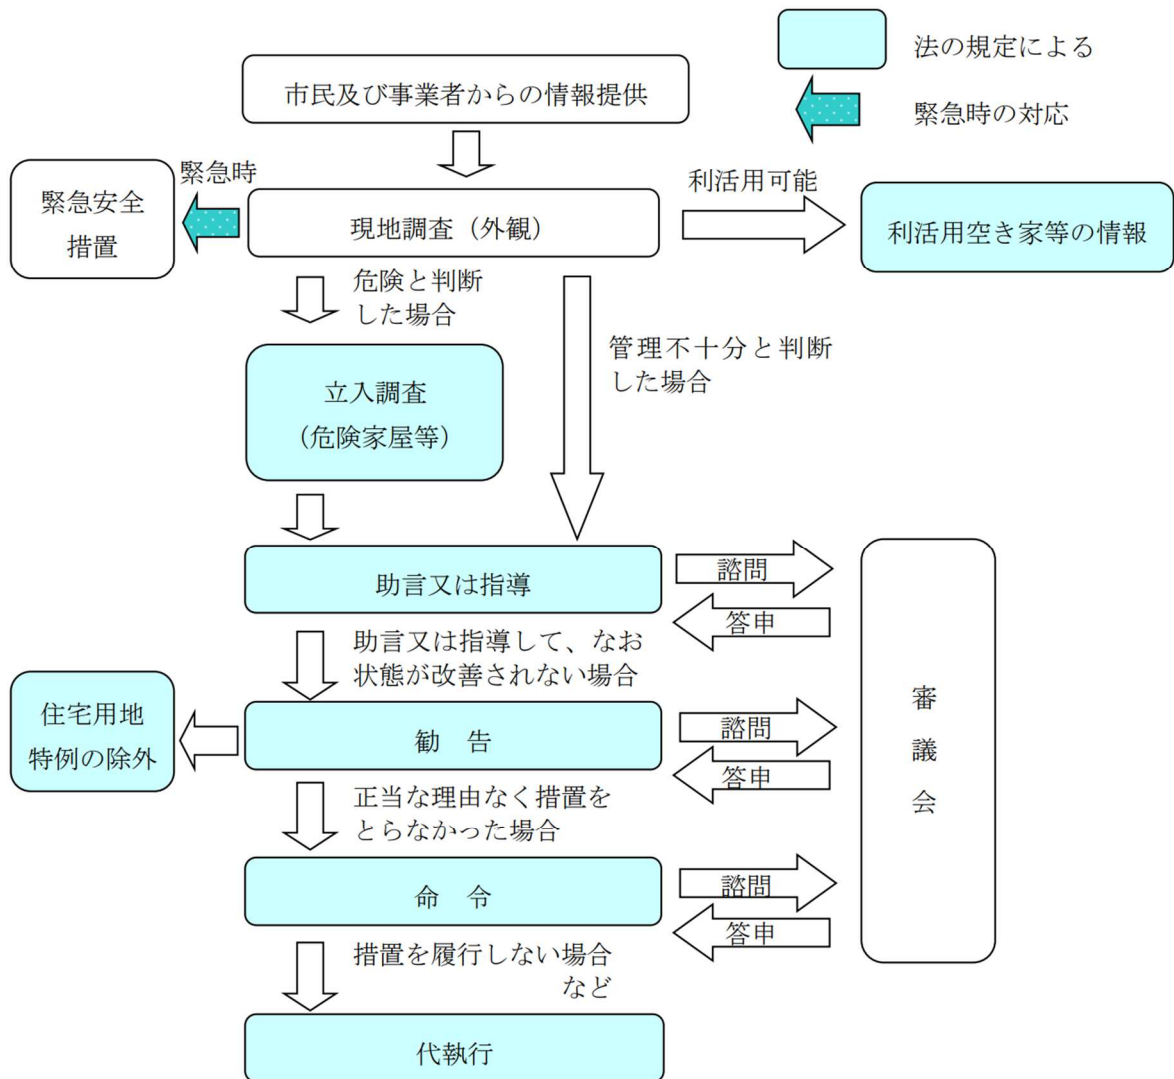 法の規定による
市民及び事業者からの情報提供
緊急時の対応
緊急時
利活用可能
緊急安全
措置
現地調査（外観）
利活用空き家等の情報
危険と判断
した場合
管理不十分と判断
した場合
立入調査
（危険家屋等）
助言又は指導
諮問
答申
助言又は指導して、なお
状態が改善されない場合
審
議
会
住宅用地
特例の除外
勧　告
諮問
答申
正当な理由なく措置を
とらなかった場合
命　令
諮問
答申
措置を履行しない場合
など
代執行